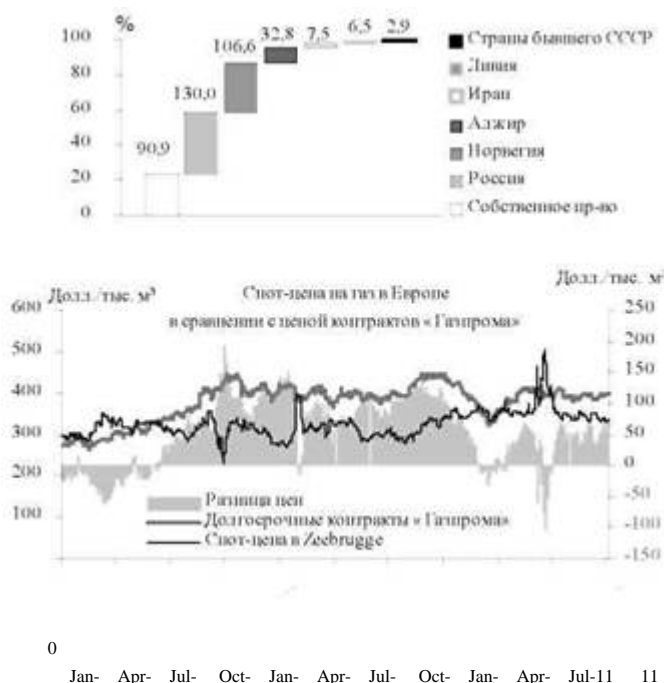 %
100
80
60
40
20
0
90,9
130,0
106,6
32,8
7,5
6,5
2,9
Страны бывшего СССР
Ливия
Иран
Алжир
Норвегия
Россия
Собственное пр-во
Долл./тыс. м³
Долл./тыс. м³
Спот-цена на газ в Европе
в сравнении с ценой контрактов «Газпрома»
600
500
400
300
200
100
250
200
150
100
50
0
-50
-100
-150
Разница цен
Долгосрочные контракты «Газпрома»
Спот-цена в Zeebrugge
0
Jan- Apr- Jul- Oct- Jan- Apr- Jul- Oct- Jan- Apr- Jul-11 11